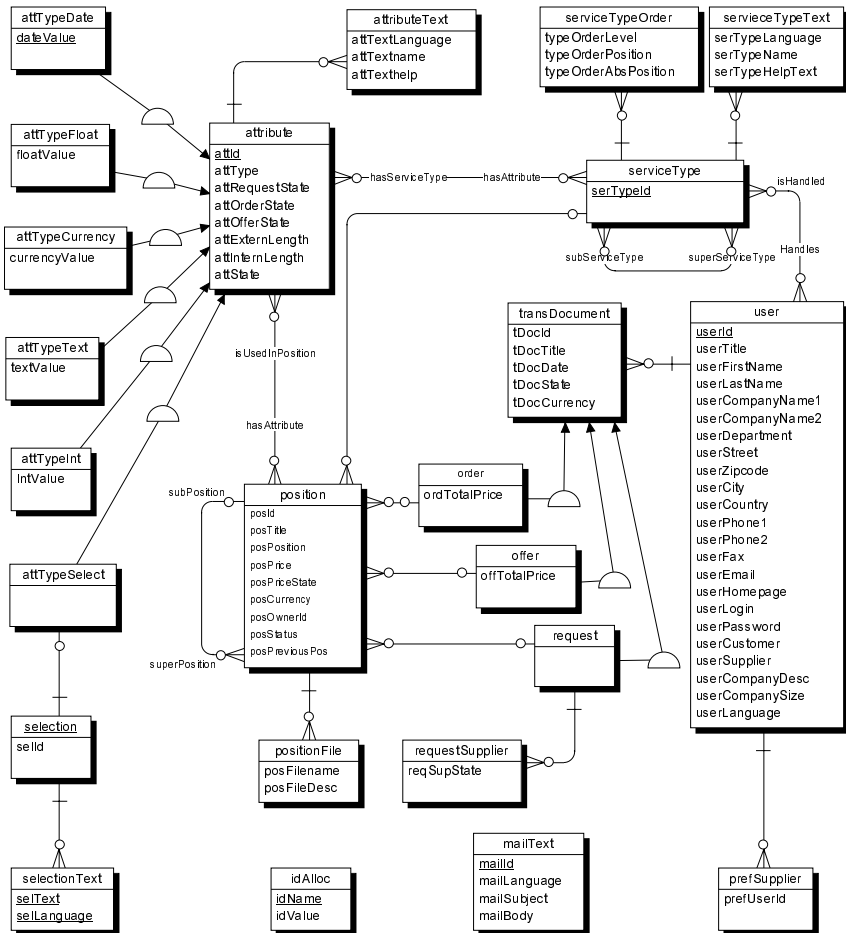 attTypeDate
dateValue
attributeText
attTextLanguage
attTextname
attTexthelp
serviceTypeOrder
typeOrderLevel
typeOrderPosition
typeOrderAbsPosition
servieceTypeText
serTypeLanguage
serTypeName
serTypeHelpText
attTypeFloat
floatValue
attribute
attId
attType
attRequestState
attOrderState
attOfferState
attExternLength
attInternLength
attState
hasServiceType
hasAttribute
serviceType
serTypeId
isHandled
Handles
subServiceType
superServiceType
attTypeCurrency
currencyValue
attTypeText
textValue
isUsedInPosition
hasAttribute
transDocument
tDocId
tDocTitle
tDocDate
tDocState
tDocCurrency
user
userId
userTitle
userFirstName
userLastName
userCompanyName1
userCompanyName2
userDepartment
userStreet
userZipcode
userCity
userCountry
userPhone1
userPhone2
userFax
userEmail
userHomepage
userLogin
userPassword
userCustomer
userSupplier
userCompanyDesc
userCompanySize
userLanguage
attTypeInt
IntValue
subPosition
superPosition
position
posId
posTitle
posPosition
posPrice
posPriceState
posCurrency
posOwnerId
posStatus
posPreviousPos
order
ordTotalPrice
offer
offTotalPrice
request
attTypeSelect
selection
selId
positionFile
posFilename
posFileDesc
requestSupplier
reqSupState
selectionText
selText
selLanguage
idAlloc
idName
idValue
mailText
mailId
mailLanguage
mailSubject
mailBody
prefSupplier
prefUserId